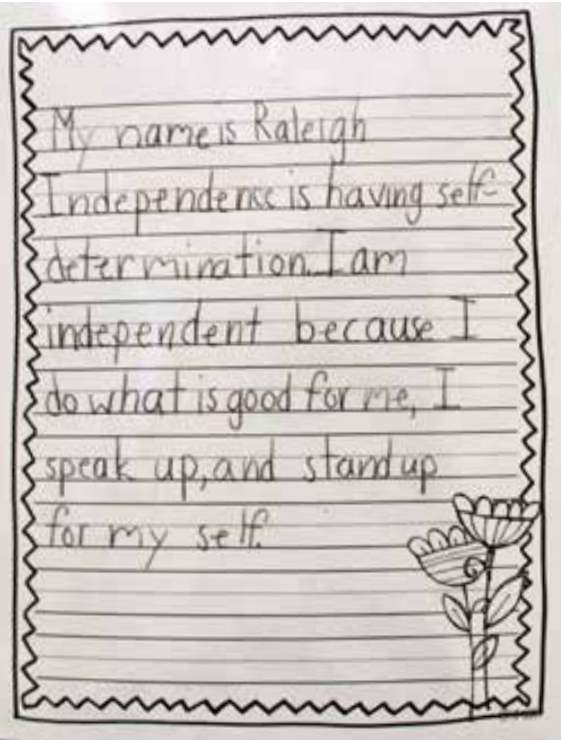 My name is Raleigh
Independence is having self-
determination. I am
independent because I
do what is good for me, I
speak up, and stand up
for my self.